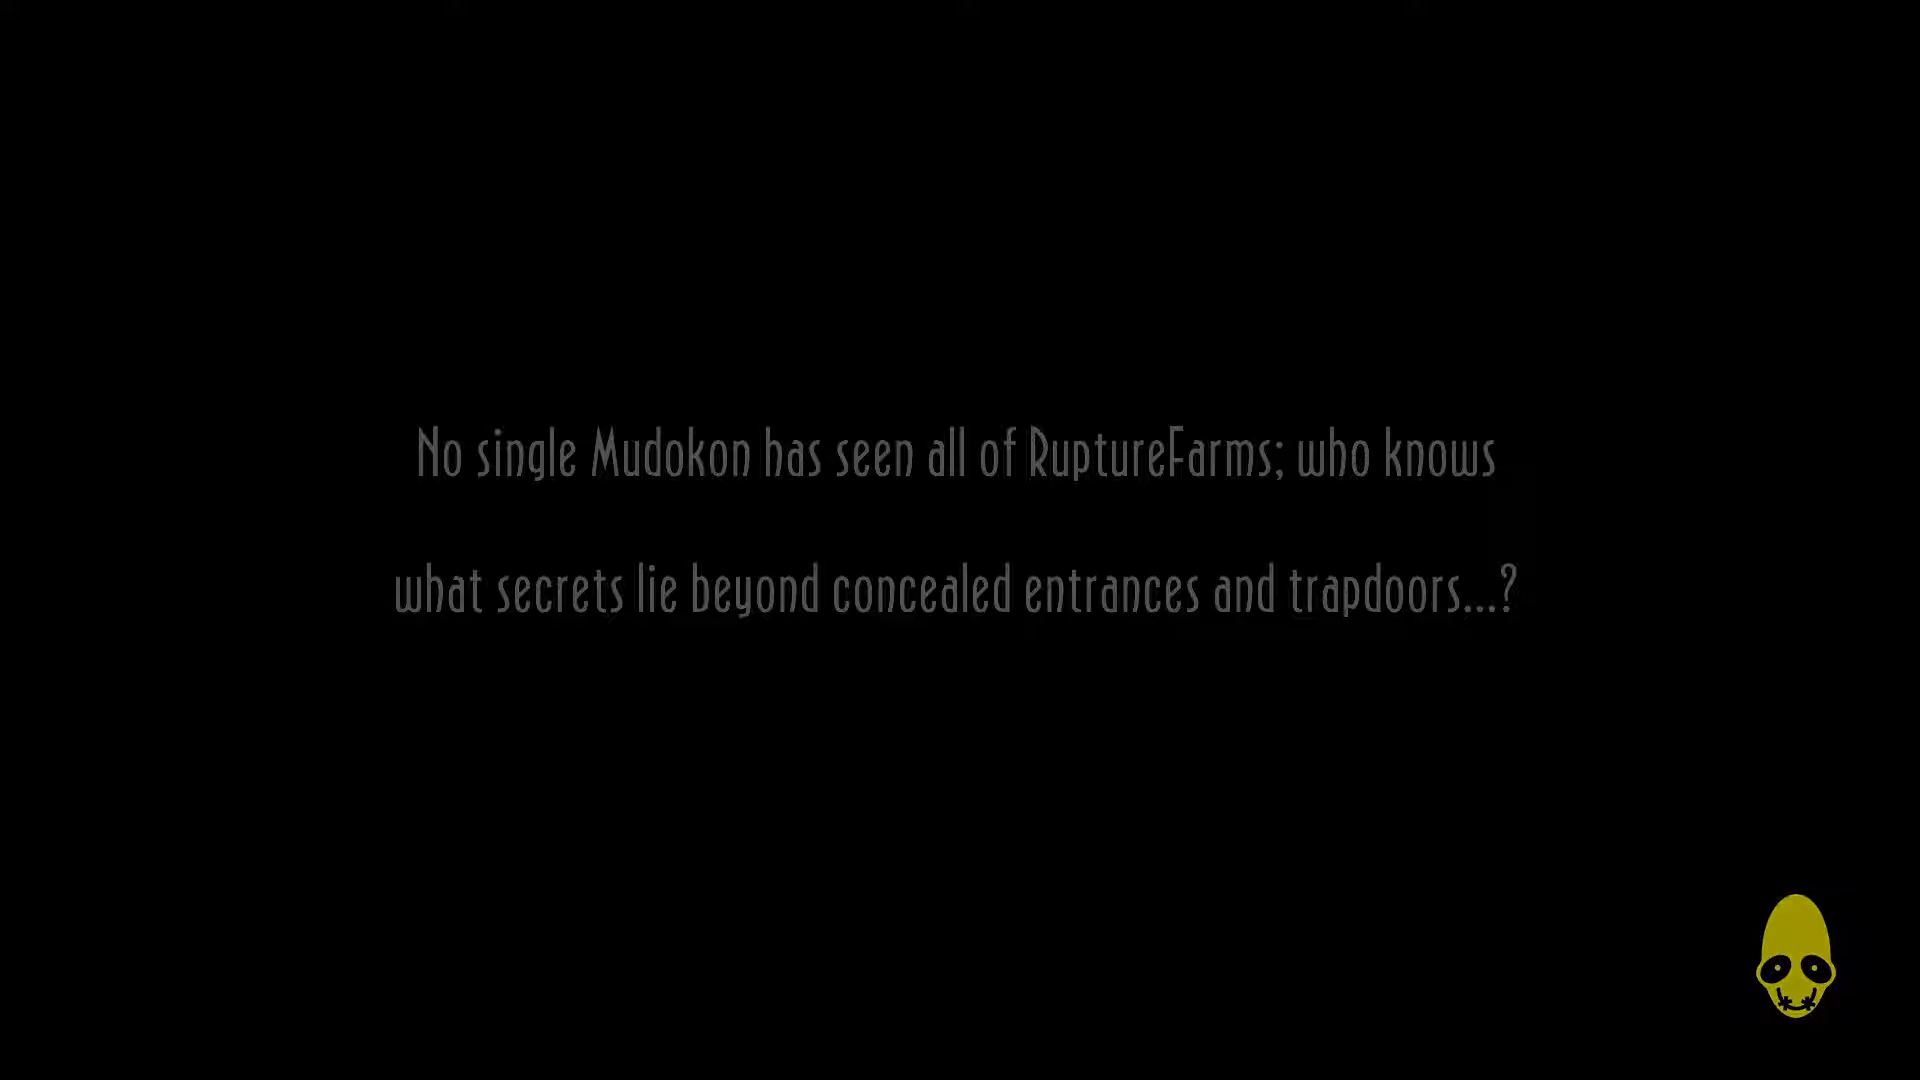 No single Mudokon has seen all of RuptureFarms; who knows
what secrets lie beyond concealed entrances and trapdoors...?